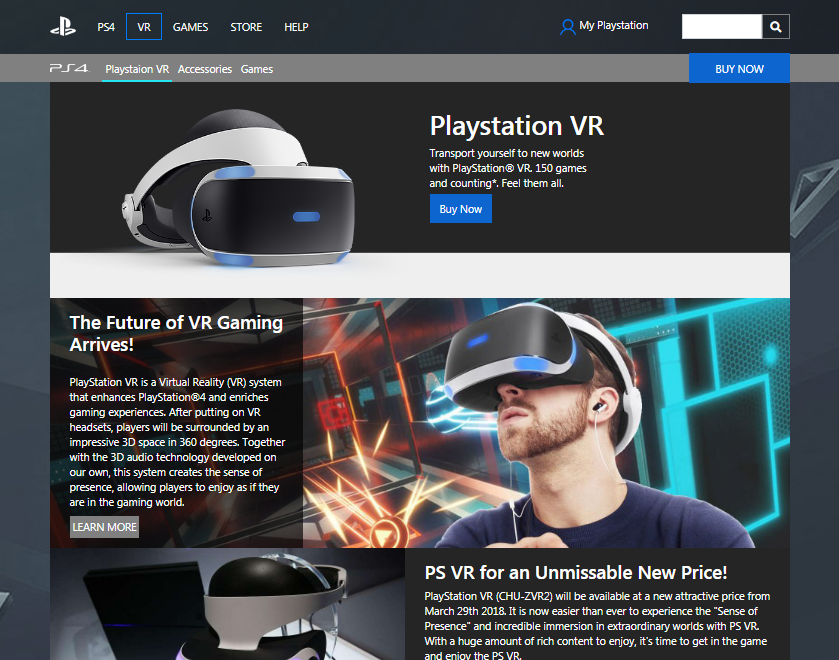 PS4 VR GAMES STORE HELP My Playstation
PS4 Playstaion VR Accessories Games BUY NOW
Playstation VR
Transport yourself to new worlds
with PlayStation® VR. 150 games
and counting*. Feel them all.
Buy Now
The Future of VR Gaming
Arrives!
PlayStation VR is a Virtual Reality (VR) system
that enhances PlayStation®4 and enriches
gaming experiences. After putting on VR
headsets, players will be surrounded by an
impressive 3D space in 360 degrees. Together
with the 3D audio technology developed on
our own, this system creates the sense of
presence, allowing players to enjoy as if they
are in the gaming world.
LEARN MORE
PS VR for an Unmissable New Price!
PlayStation VR (CHU-ZVR2) will be available at a new attractive price from
March 29th 2018. It is now easier than ever to experience the "Sense of
Presence" and incredible immersion in extraordinary worlds with PS VR.
With a huge amount of rich content to enjoy, it's time to get in the game
and enjoy the PS VR.